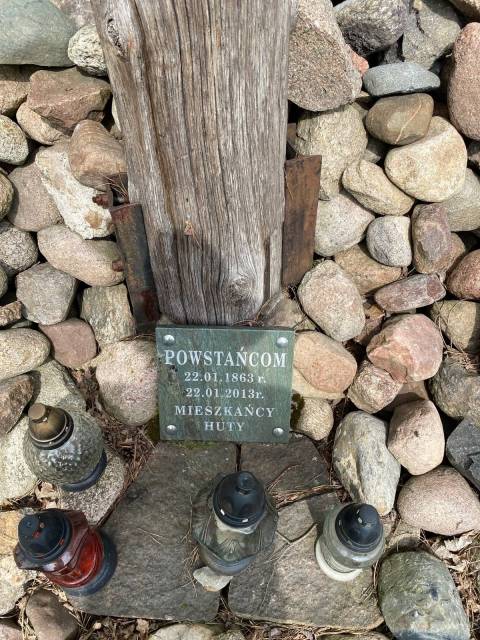 POWSTAŃCOM
22.01.1863 r.
22.01.2013r.
MIESZKAŃCY
HUTY